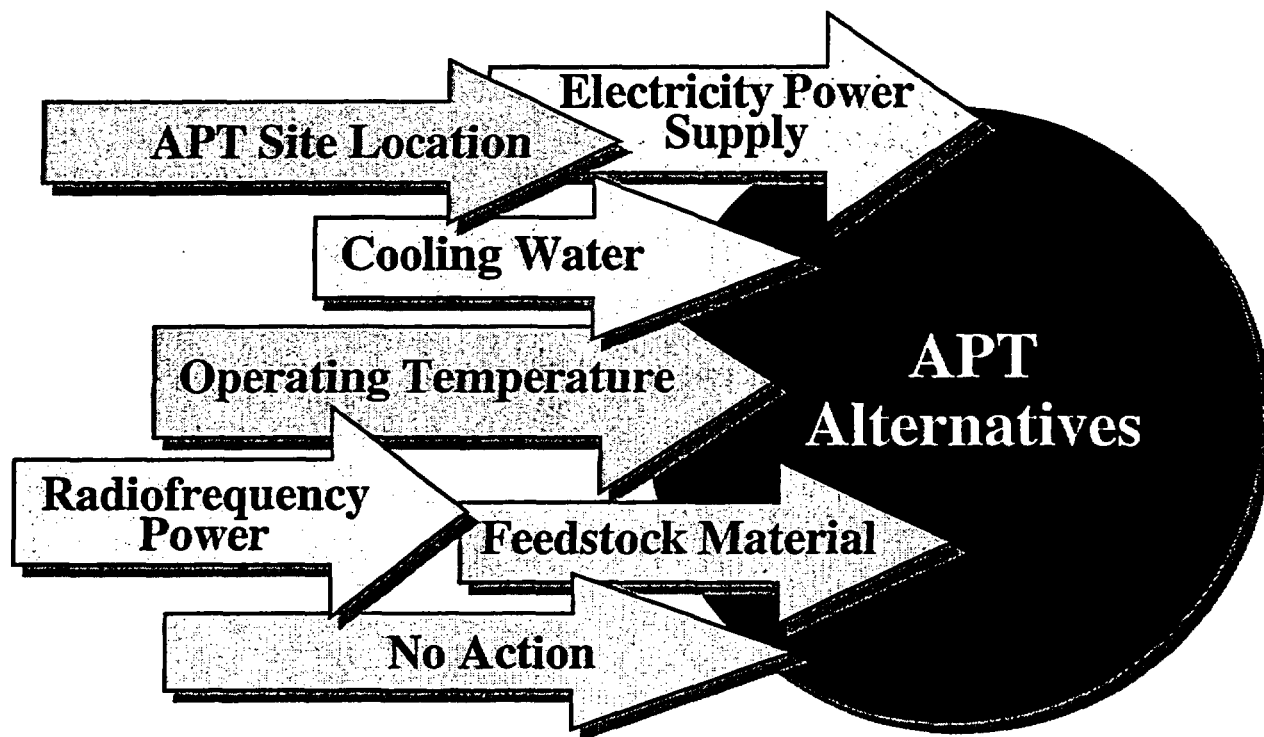 Electricity Power
Supply
APT Site Location
Cooling Water
Operating Temperature
APT
Alternatives
Radiofrequency
Power
Feedstock Material
No Action